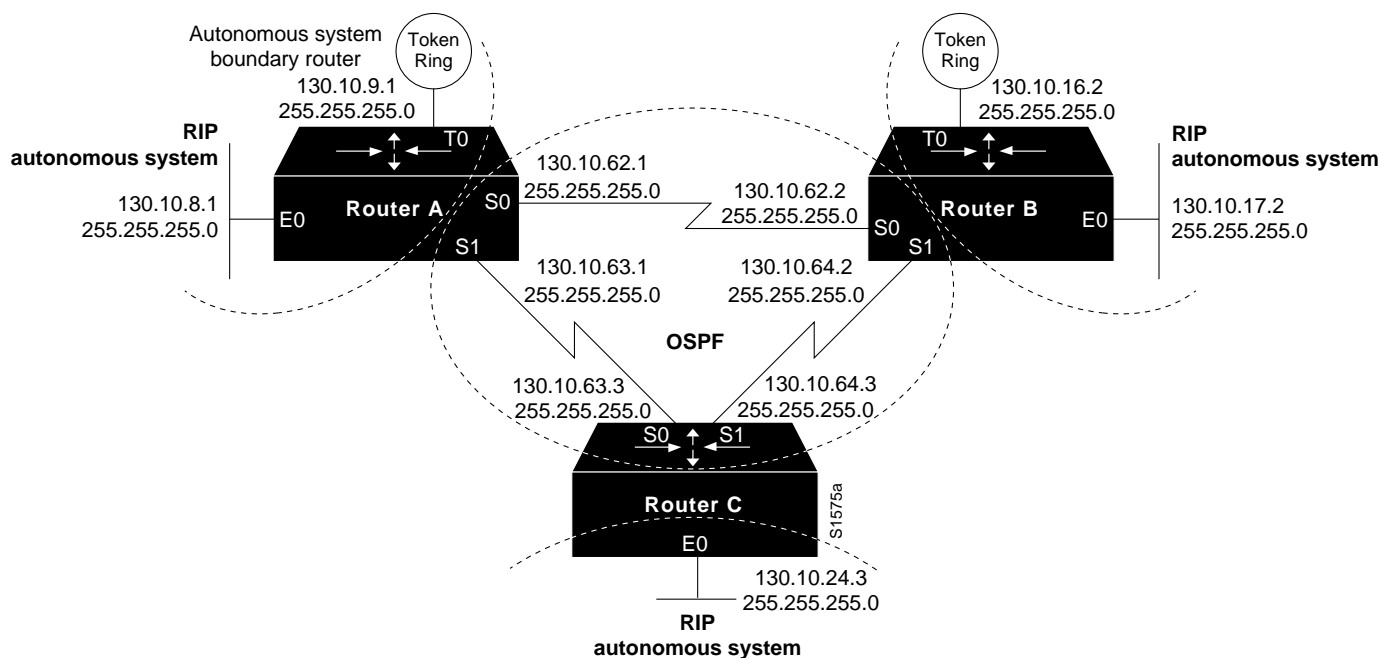 Autonomous system
boundary router
Token
Ring
Token
Ring
130.10.9.1
255.255.255.0
130.10.16.2
255.255.255.0
RIP
autonomous system
T0
T0
RIP
autonomous system
130.10.62.1
255.255.255.0
130.10.62.2
255.255.255.0
130.10.8.1
255.255.255.0
E0
Router A
S0
S1
S0
Router B
S1
E0
130.10.17.2
255.255.255.0
130.10.63.1
255.255.255.0
130.10.64.2
255.255.255.0
OSPF
130.10.63.3
255.255.255.0
130.10.64.3
255.255.255.0
S0
S1
Router C
S1575a
E0
130.10.24.3
255.255.255.0
RIP
autonomous system